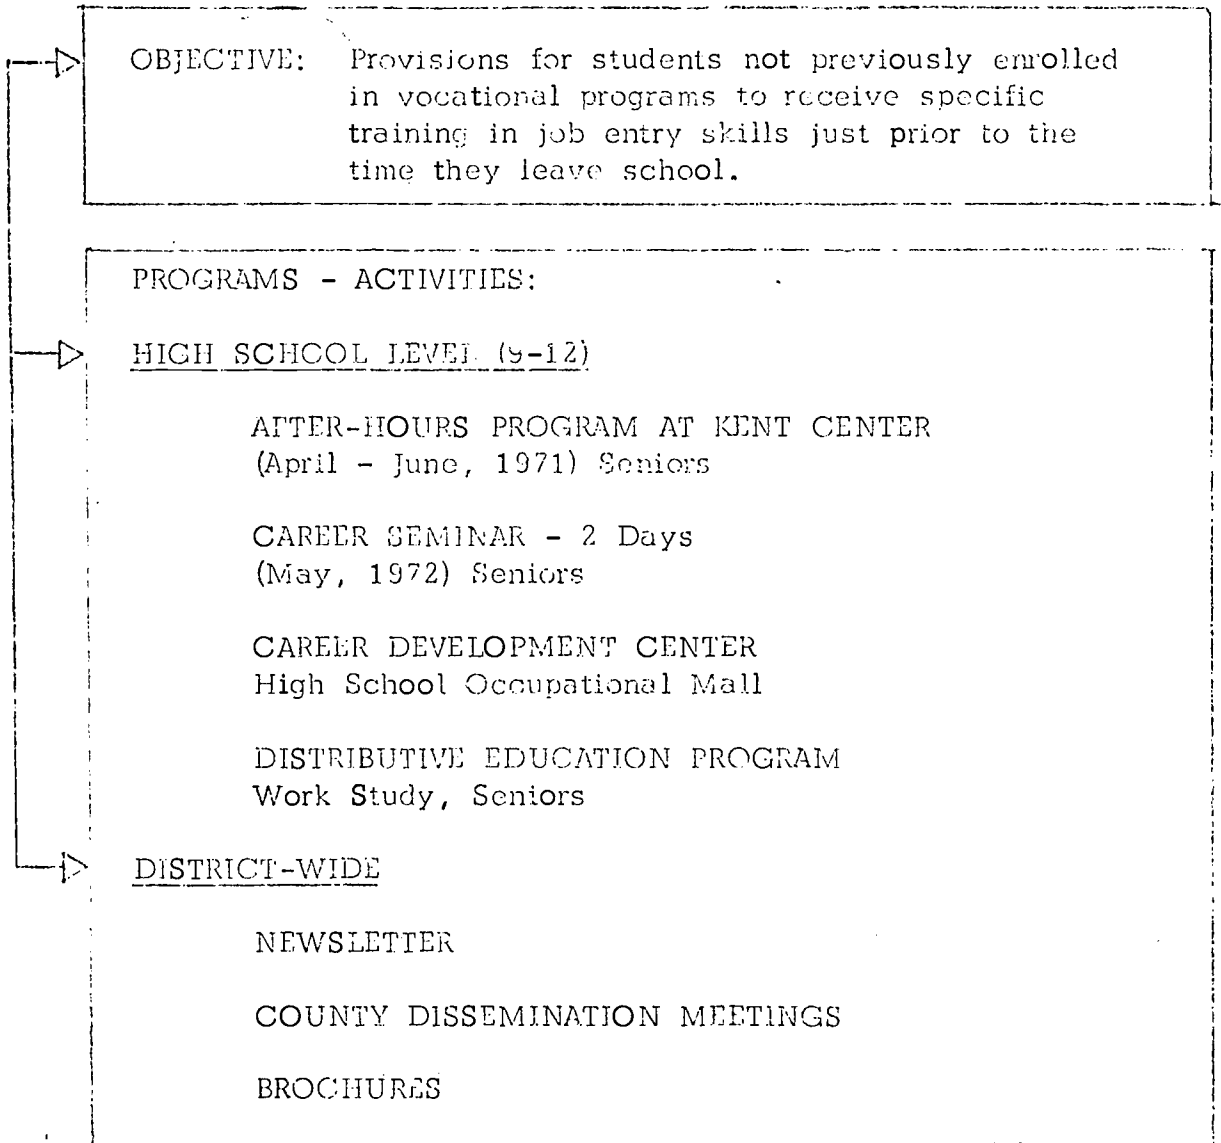 OBJECTIVE: Provisions for students not previously enrolled
in vocational programs to receive specific
training in job entry skills just prior to the
time they leave school.
PROGRAMS - ACTIVITIES:
HIGH SCHOOL LEVEL (9-12)
AFTER-HOURS PROGRAM AT KENT CENTER
(April - June, 1971) Seniors
CAREER SEMINAR - 2 Days
(May, 1972) Seniors
CAREER DEVELOPMENT CENTER
High School Occupational Mall
DISTRIBUTIVE EDUCATION PROGRAM
Work Study, Seniors
DISTRICT-WIDE
NEWSLETTER
COUNTY DISSEMINATION MEETINGS
BROCHURES